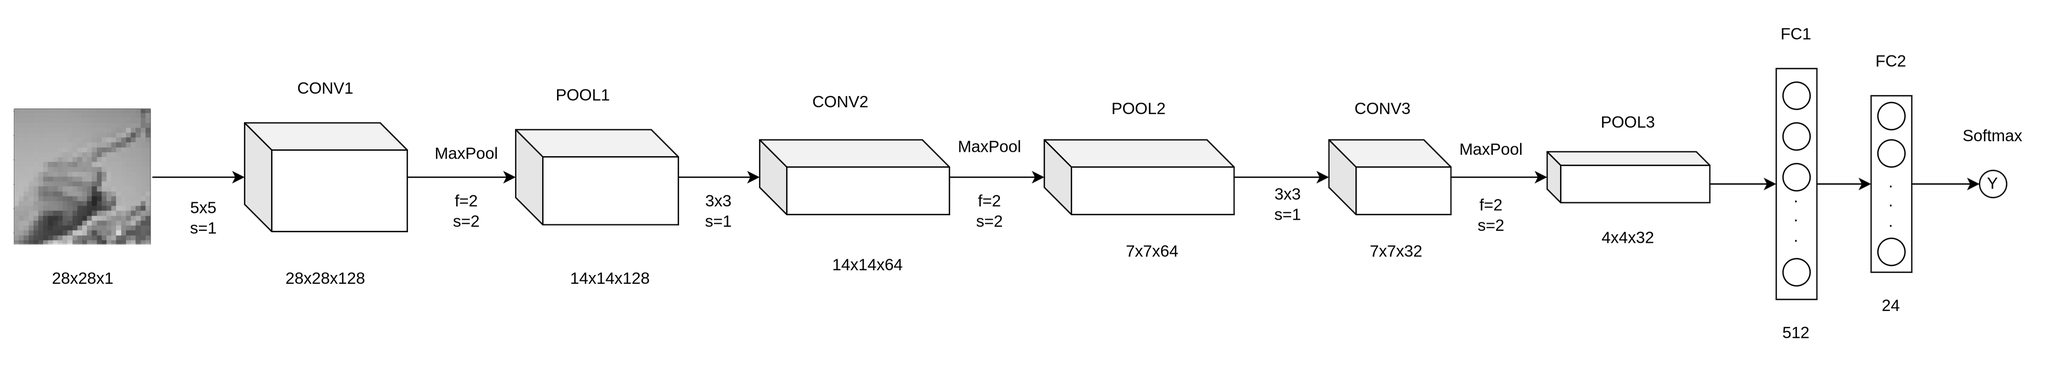 28x28x1
5x5
s=1
CONV1
28x28x128
MaxPool
f=2
s=2
POOL1
14x14x128
3x3
s=1
CONV2
14x14x64
MaxPool
f=2
s=2
POOL2
7x7x64
3x3
s=1
CONV3
7x7x32
MaxPool
f=2
s=2
POOL3
4x4x32
FC1
512
FC2
24
Softmax
Y